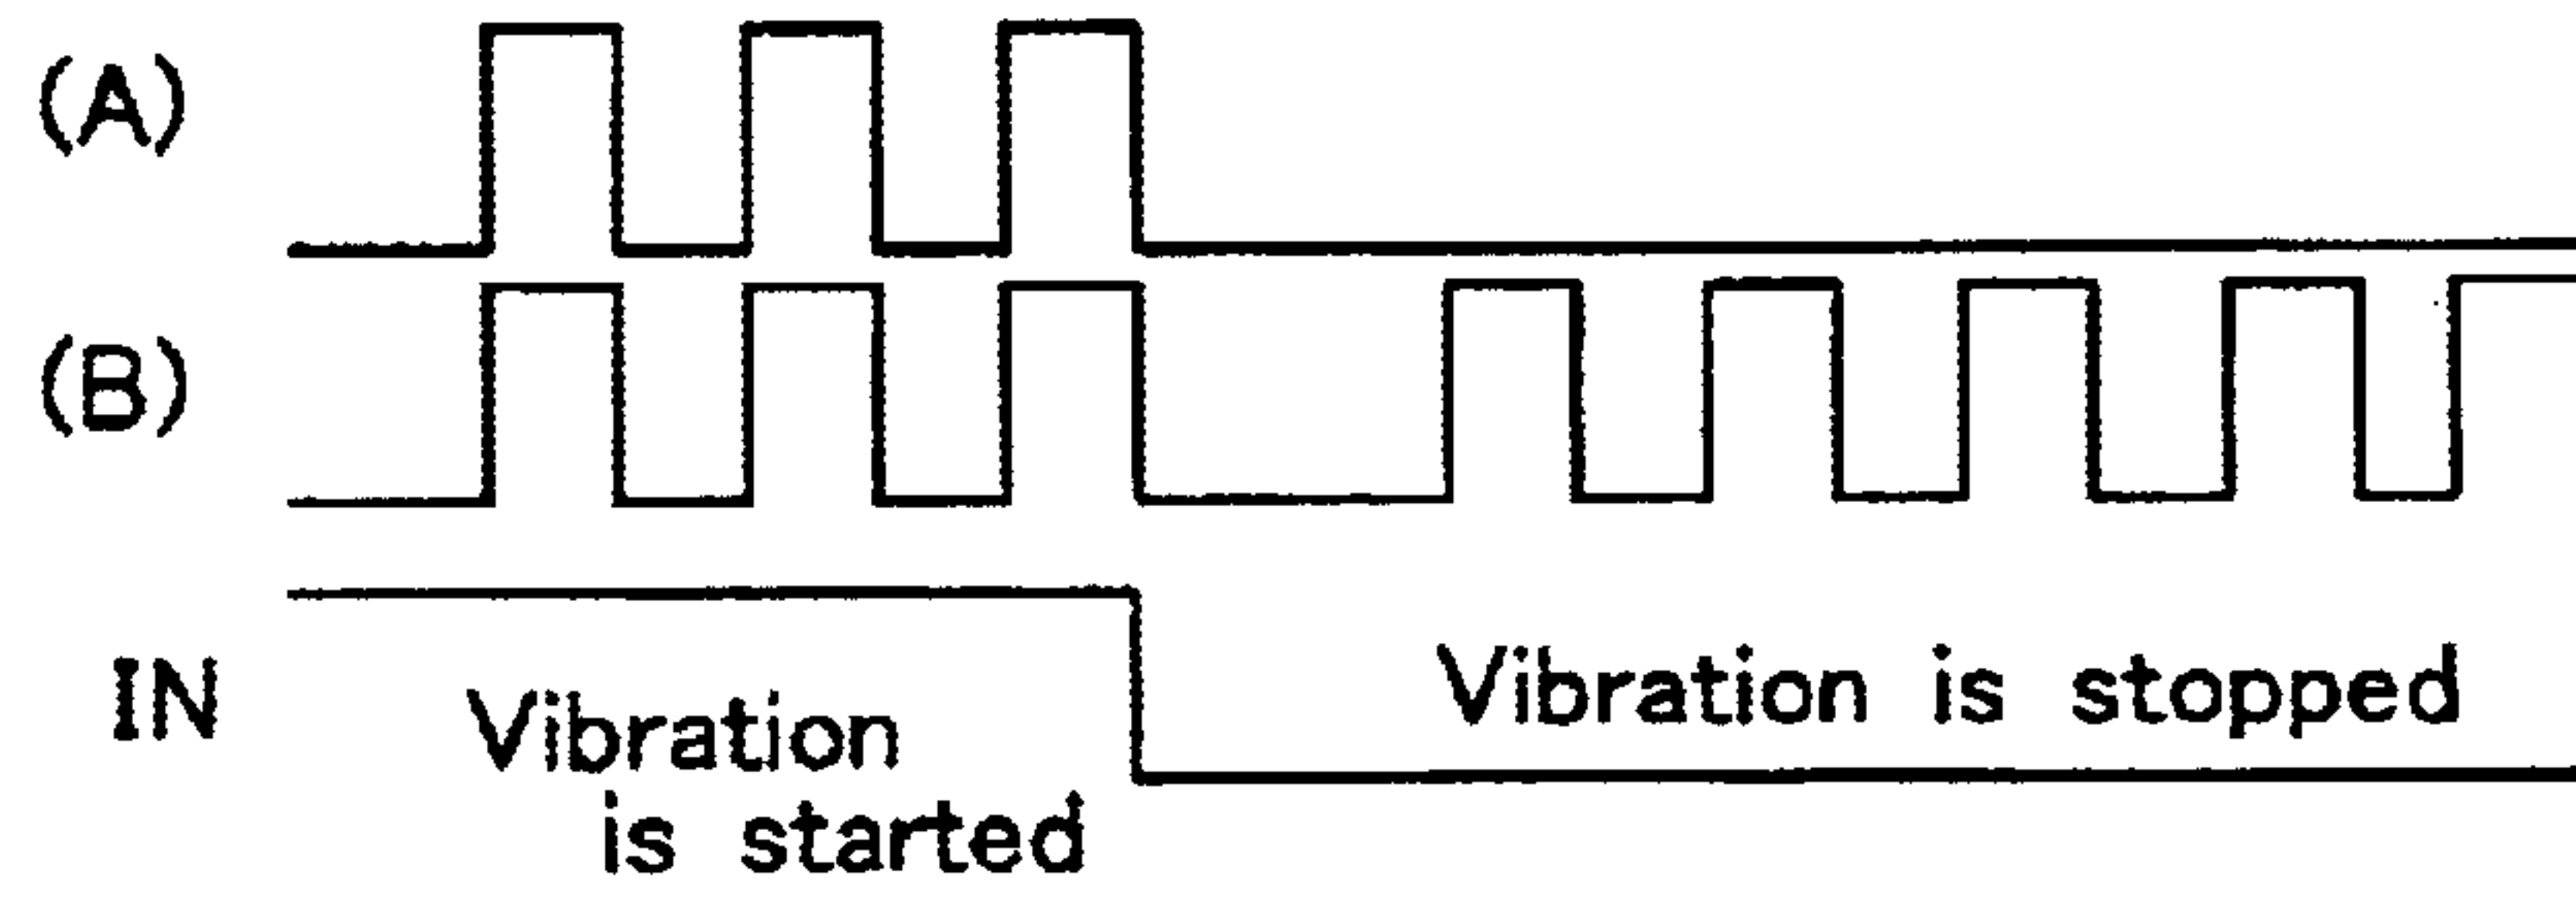 (A)
(B)
IN
Vibration
is started
Vibration is stopped